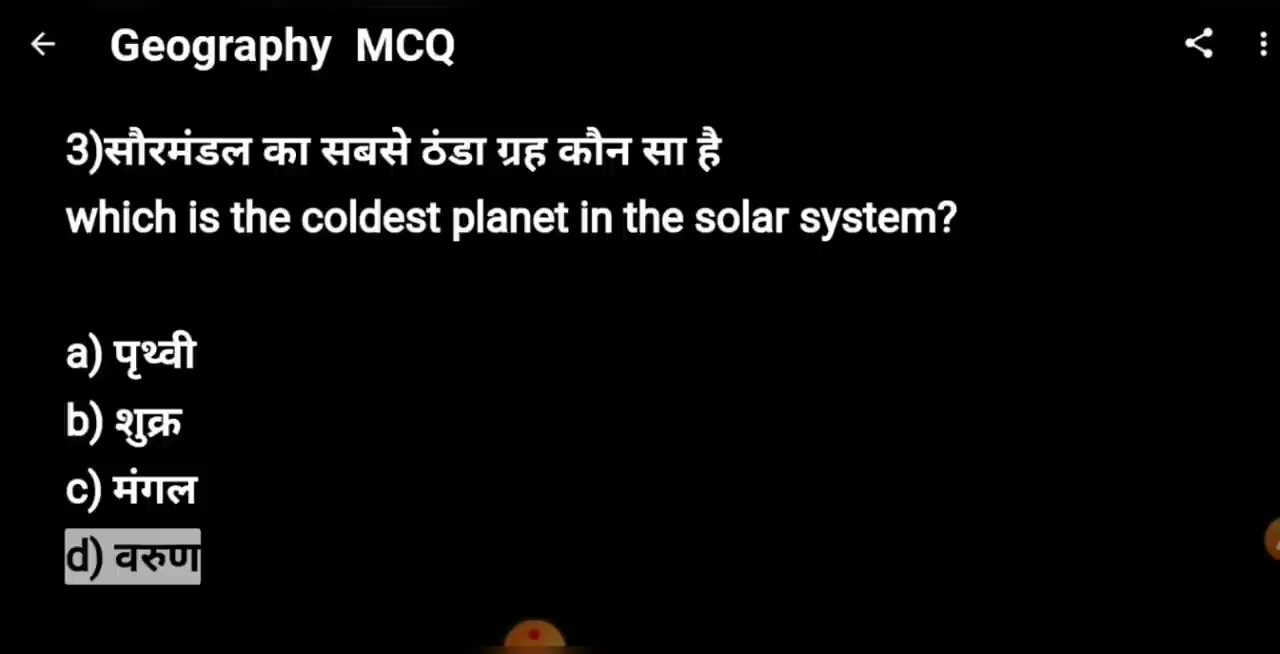 Geography MCQ
3)सौरमंडल का सबसे ठंडा ग्रह कौन सा है
which is the coldest planet in the solar system?
a) पृथ्वी
b) शुक्र
c) मंगल
d) वरुण